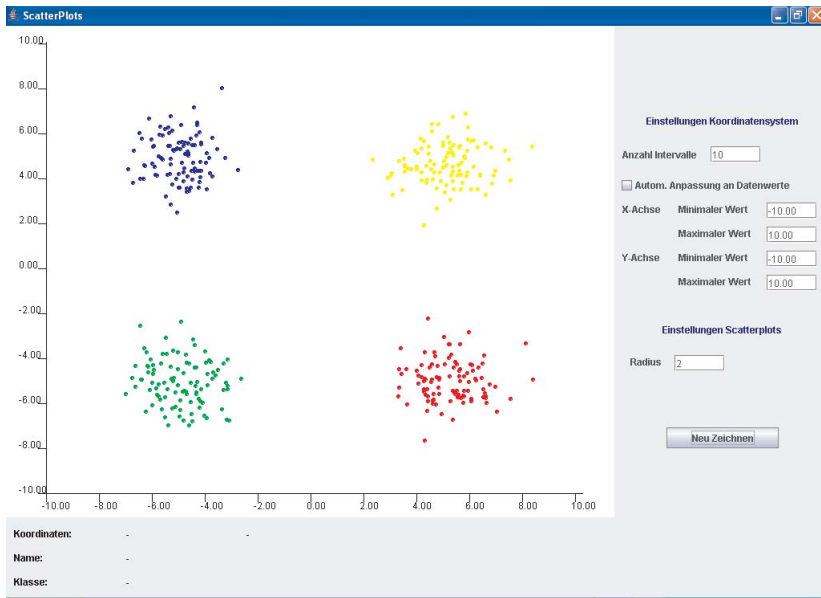 ScatterPlots
10.00
8.00
6.00
4.00
2.00
0.00
-2.00
-4.00
-6.00
-8.00
-10.00
-10.00 -8.00 -6.00 -4.00 -2.00 0.00 2.00 4.00 6.00 8.00 10.00
Einstellungen Koordinatensystem
Anzahl Intervalle 10
Autom. Anpassung an Datenwerte
X-Achse Minimaler Wert -10.00
Maximaler Wert 10.00
Y-Achse Minimaler Wert -10.00
Maximaler Wert 10.00
Einstellungen Scatterplots
Radius 2
Neu Zeichnen
Koordinaten: - -
Name: -
Klasse: -